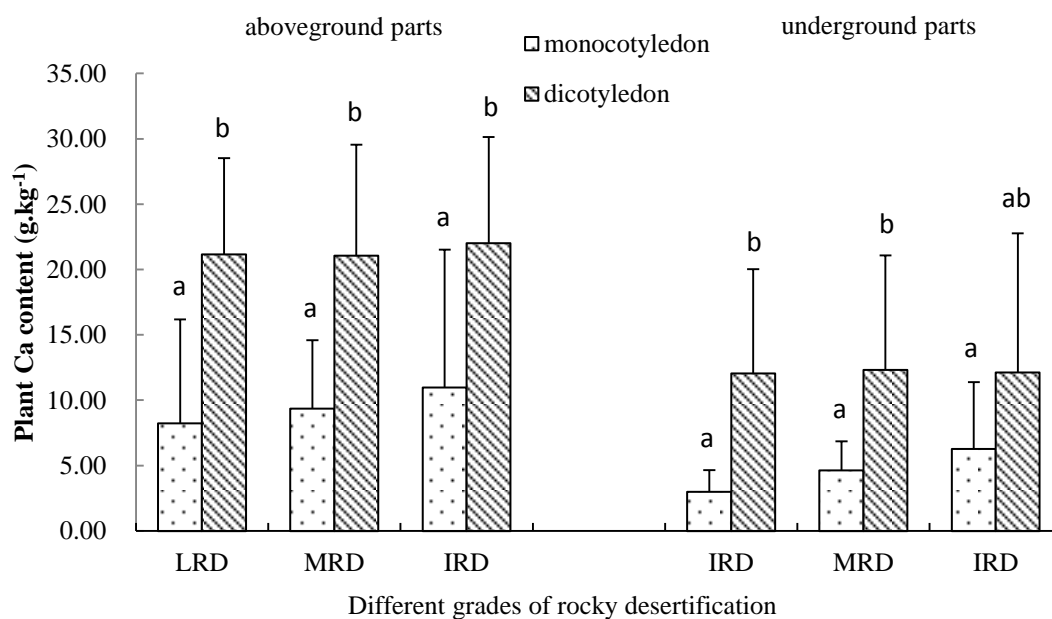 aboveground parts
underground parts
monocotyledon
dicotyledon
Plant Ca content (g.kg-1)
35.00
30.00
25.00
20.00
15.00
10.00
5.00
0.00
a b a b a b a b a b a ab
LRD MRD IRD IRD MRD IRD
Different grades of rocky desertification